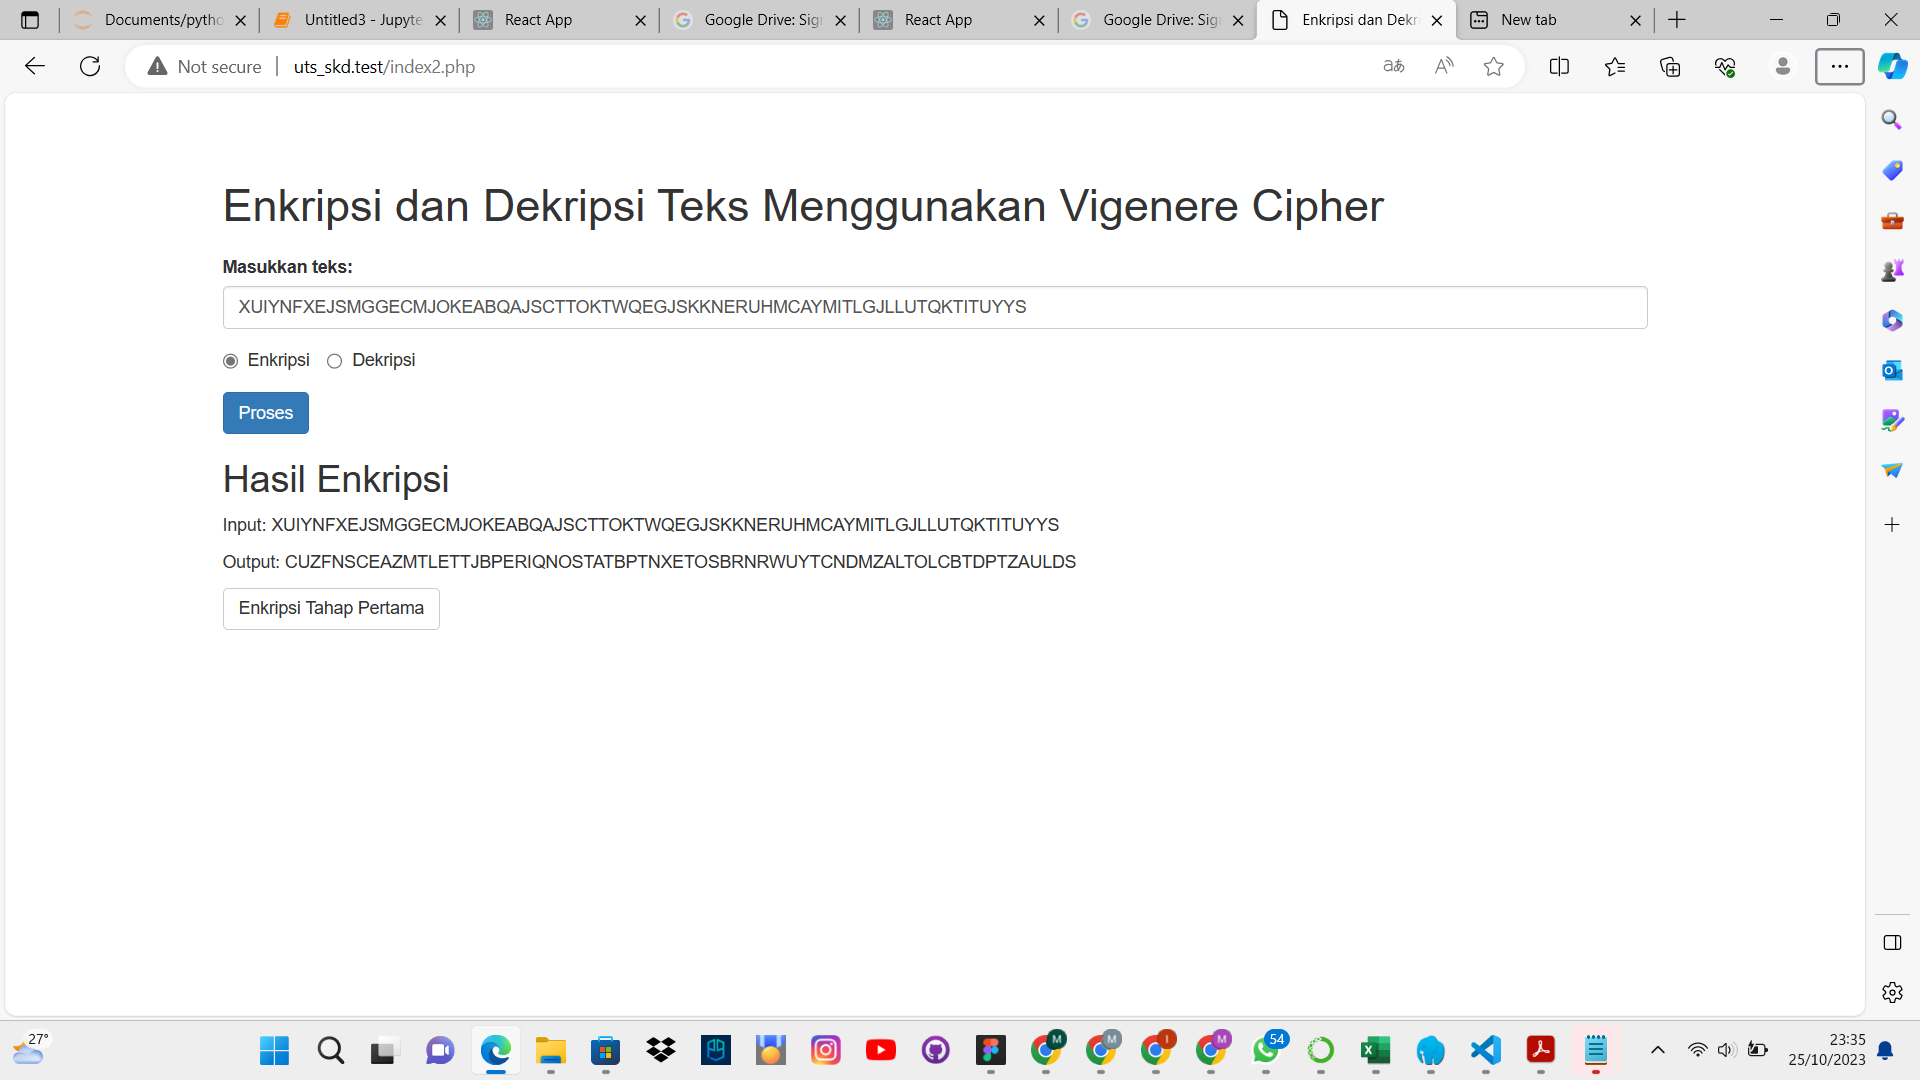 Documents/pytho
Untitled3 - Jupyte
React App
Google Drive: Sig
React App
Google Drive: Sig
Enkripsi dan Dekr
New tab
Not secure
uts_skd.test/index2.php
Enkripsi dan Dekripsi Teks Menggunakan Vigenere Cipher
Masukkan teks:
XUIYNFXEJSMGGECMJOKEABQAJSCTTOKTWQEGJSKKNERUHMCAYMITLGJLLUTQKTITUYYS
Enkripsi Dekripsi
Proses
Hasil Enkripsi
Input: XUIYNFXEJSMGGECMJOKEABQAJSCTTOKTWQEGJSKKNERUHMCAYMITLGJLLUTQKTITUYYS
Output: CUZFNSCEAZMTLETTJBPERIQNOSTATBPTNXETOSBRNRWUYTCNDMZALTOLCBTDPTZAULDS
Enkripsi Tahap Pertama
27°
54
23:35
25/10/2023